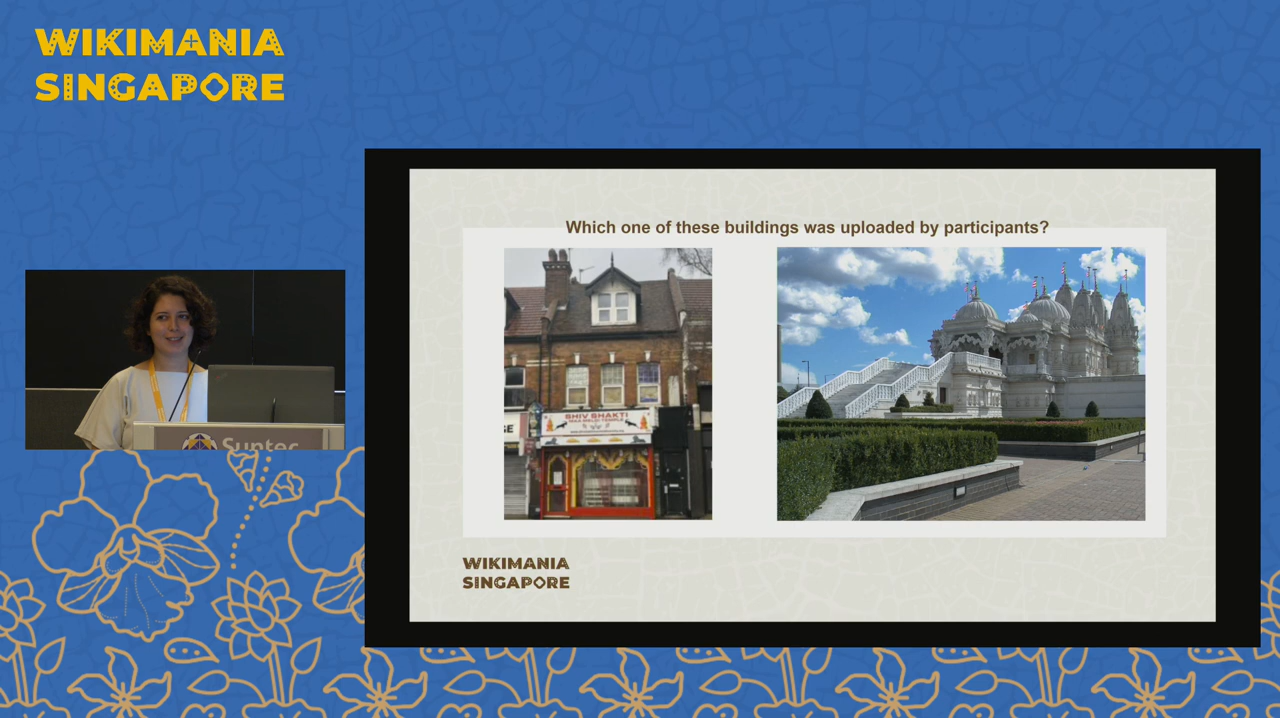 WIKIMANIA
SINGAPORE
Which one of these buildings was uploaded by participants?
SHIV SHAKTI
Suntec
WIKIMANIA
SINGAPORE